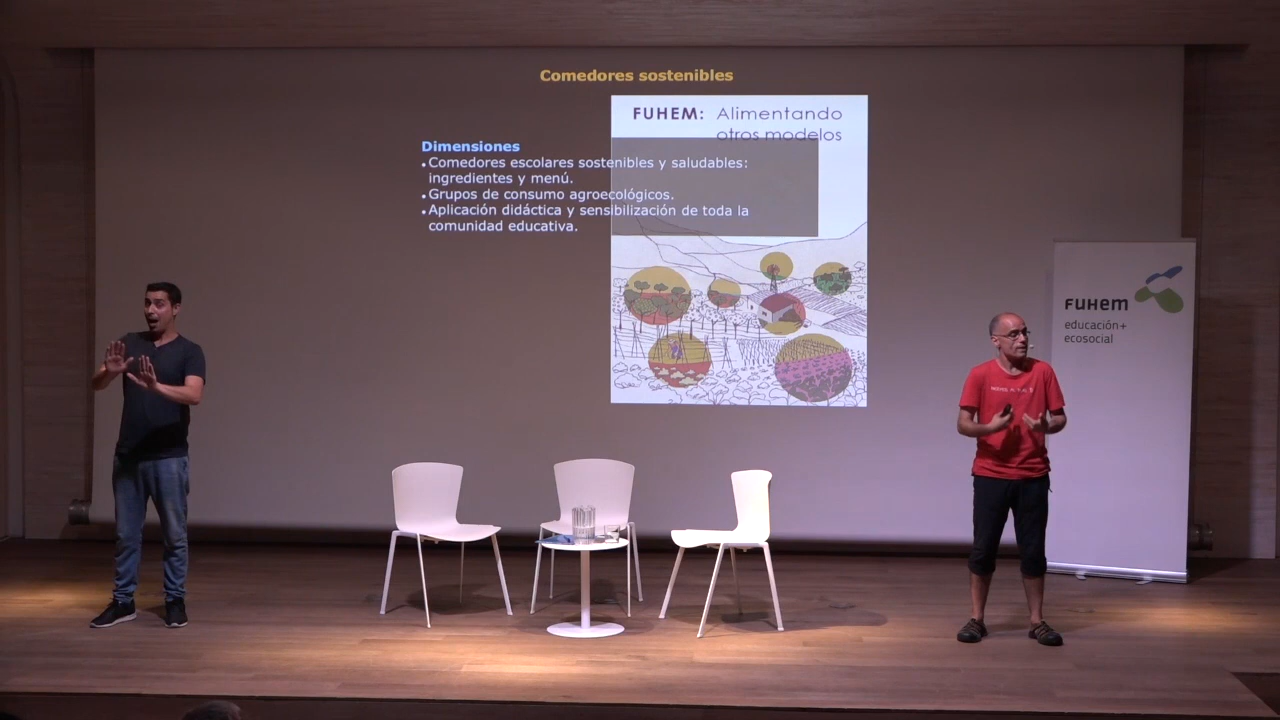 Comedores sostenibles
FUHEM: Alimentando
otros modelos
Dimensiones
•Comedores escolares sostenibles y saludables:
ingredientes y menú.
•Grupos de consumo agroecológicos.
•Aplicación didáctica y sensibilización de toda la
comunidad educativa.
FUHem
educación+
ecosocial